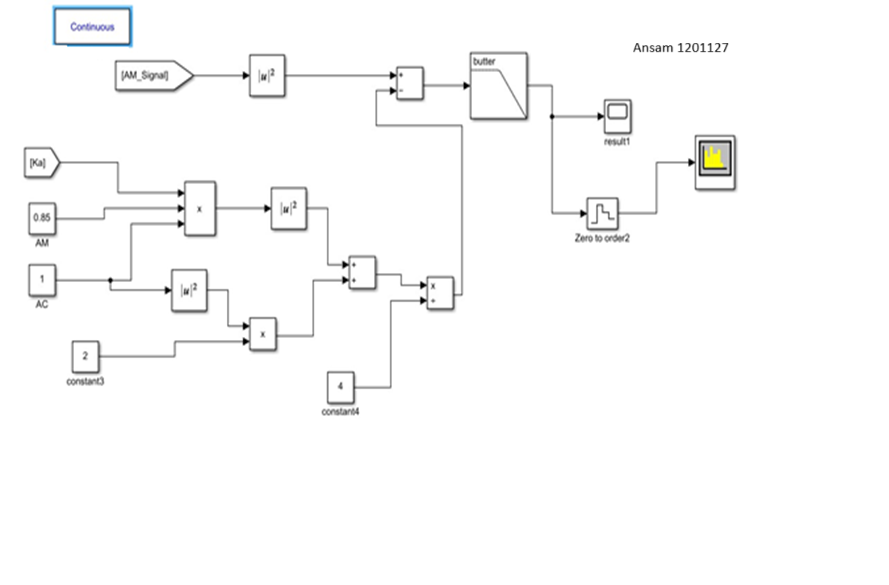 Continuous
Ansam 1201127
[AM_Signal]
|u|²
+
−
butter
result1
[Ka]
0.85
AM
x
|u|²
Zero to order2
1
AC
|u|²
+
+
x
÷
x
2
constant3
4
constant4